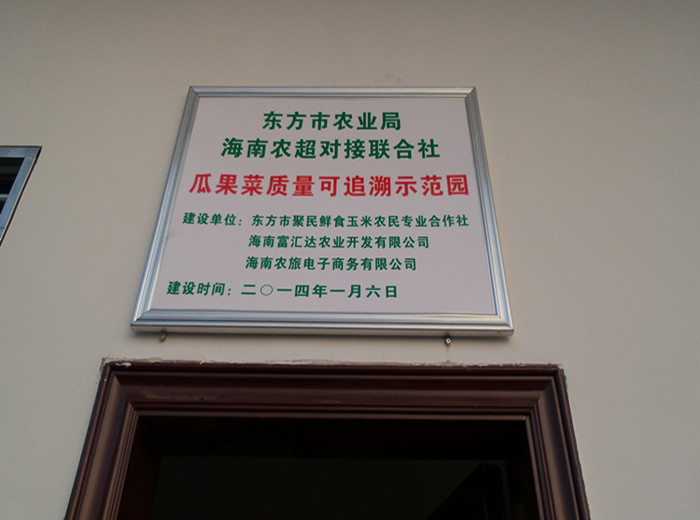 东方市农业局
海南农超对接联合社
瓜果菜质量可追溯示范园
建设单位：东方市聚民鲜食玉米农民专业合作社
海南富汇达农业开发有限公司
海南农旅电子商务有限公司
建设时间：二〇一四年一月六日